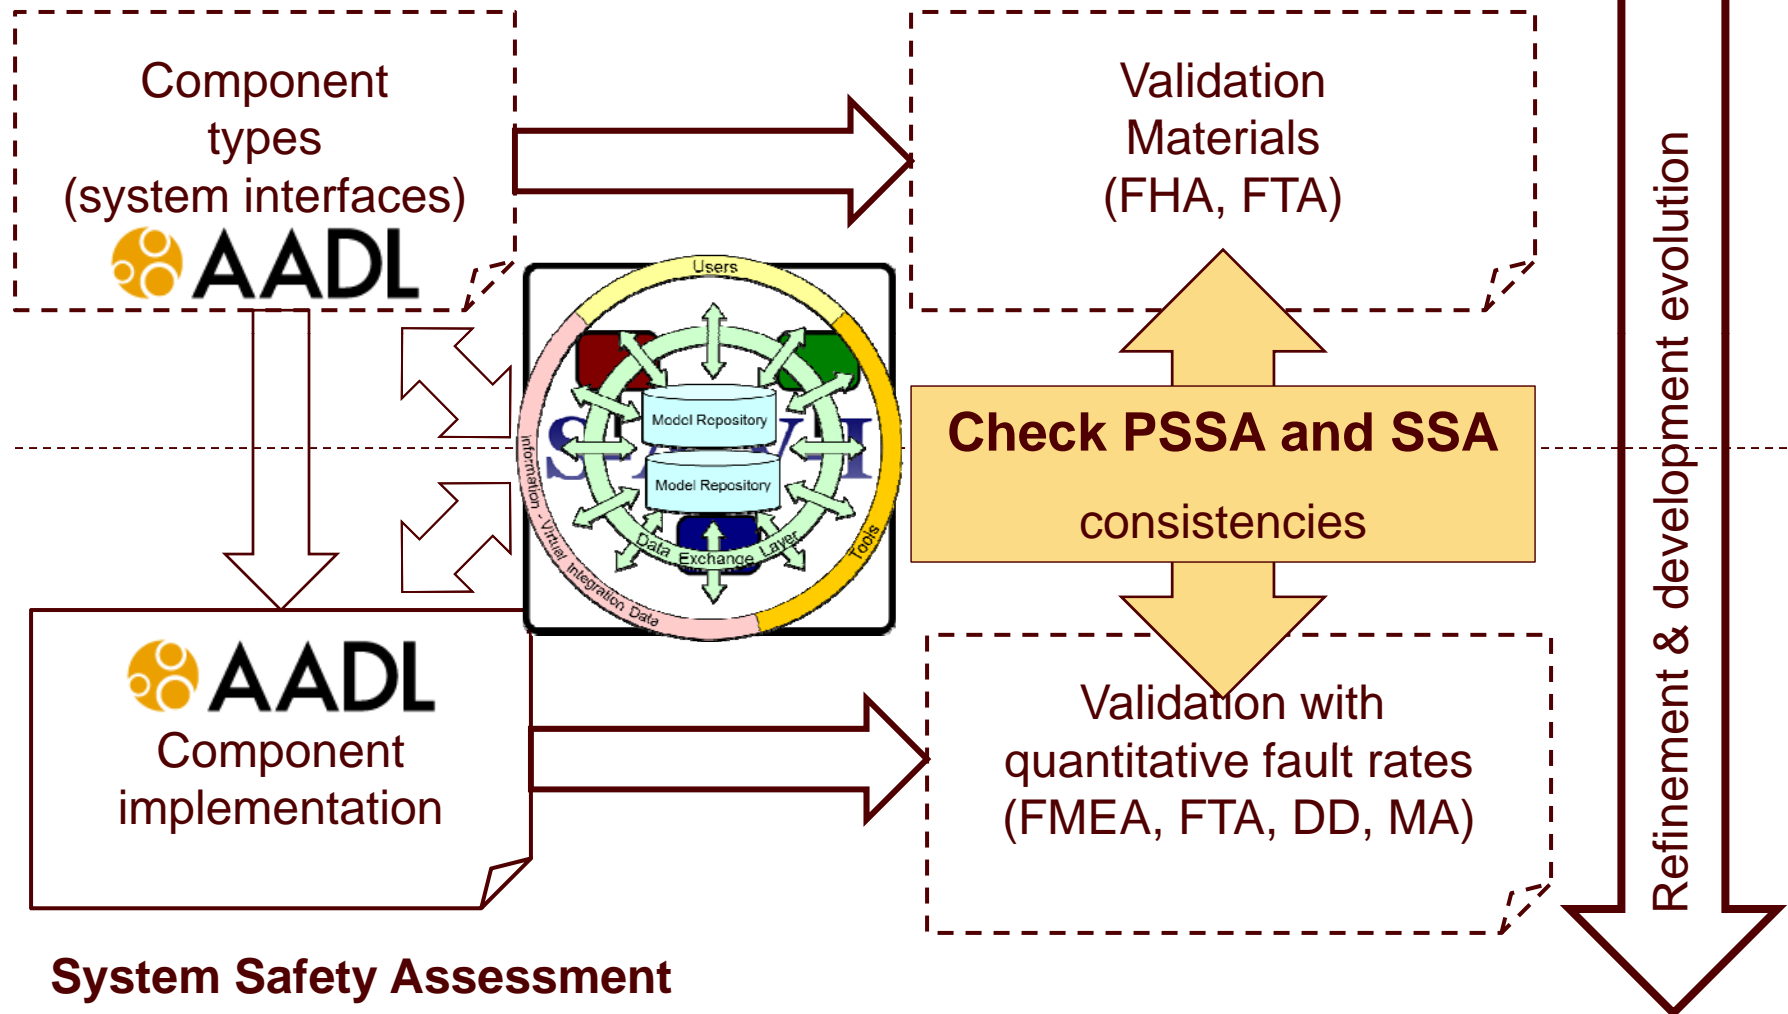 Component
types
(system interfaces)
AADL
Validation
Materials
(FHA, FTA)
Users
Model Repository
Model Repository
Data Exchange Layer
Information - Virtual Integration Data
Tools
Check PSSA and SSA
consistencies
AADL
Component
implementation
Validation with
quantitative fault rates
(FMEA, FTA, DD, MA)
Refinement & development evolution
System Safety Assessment